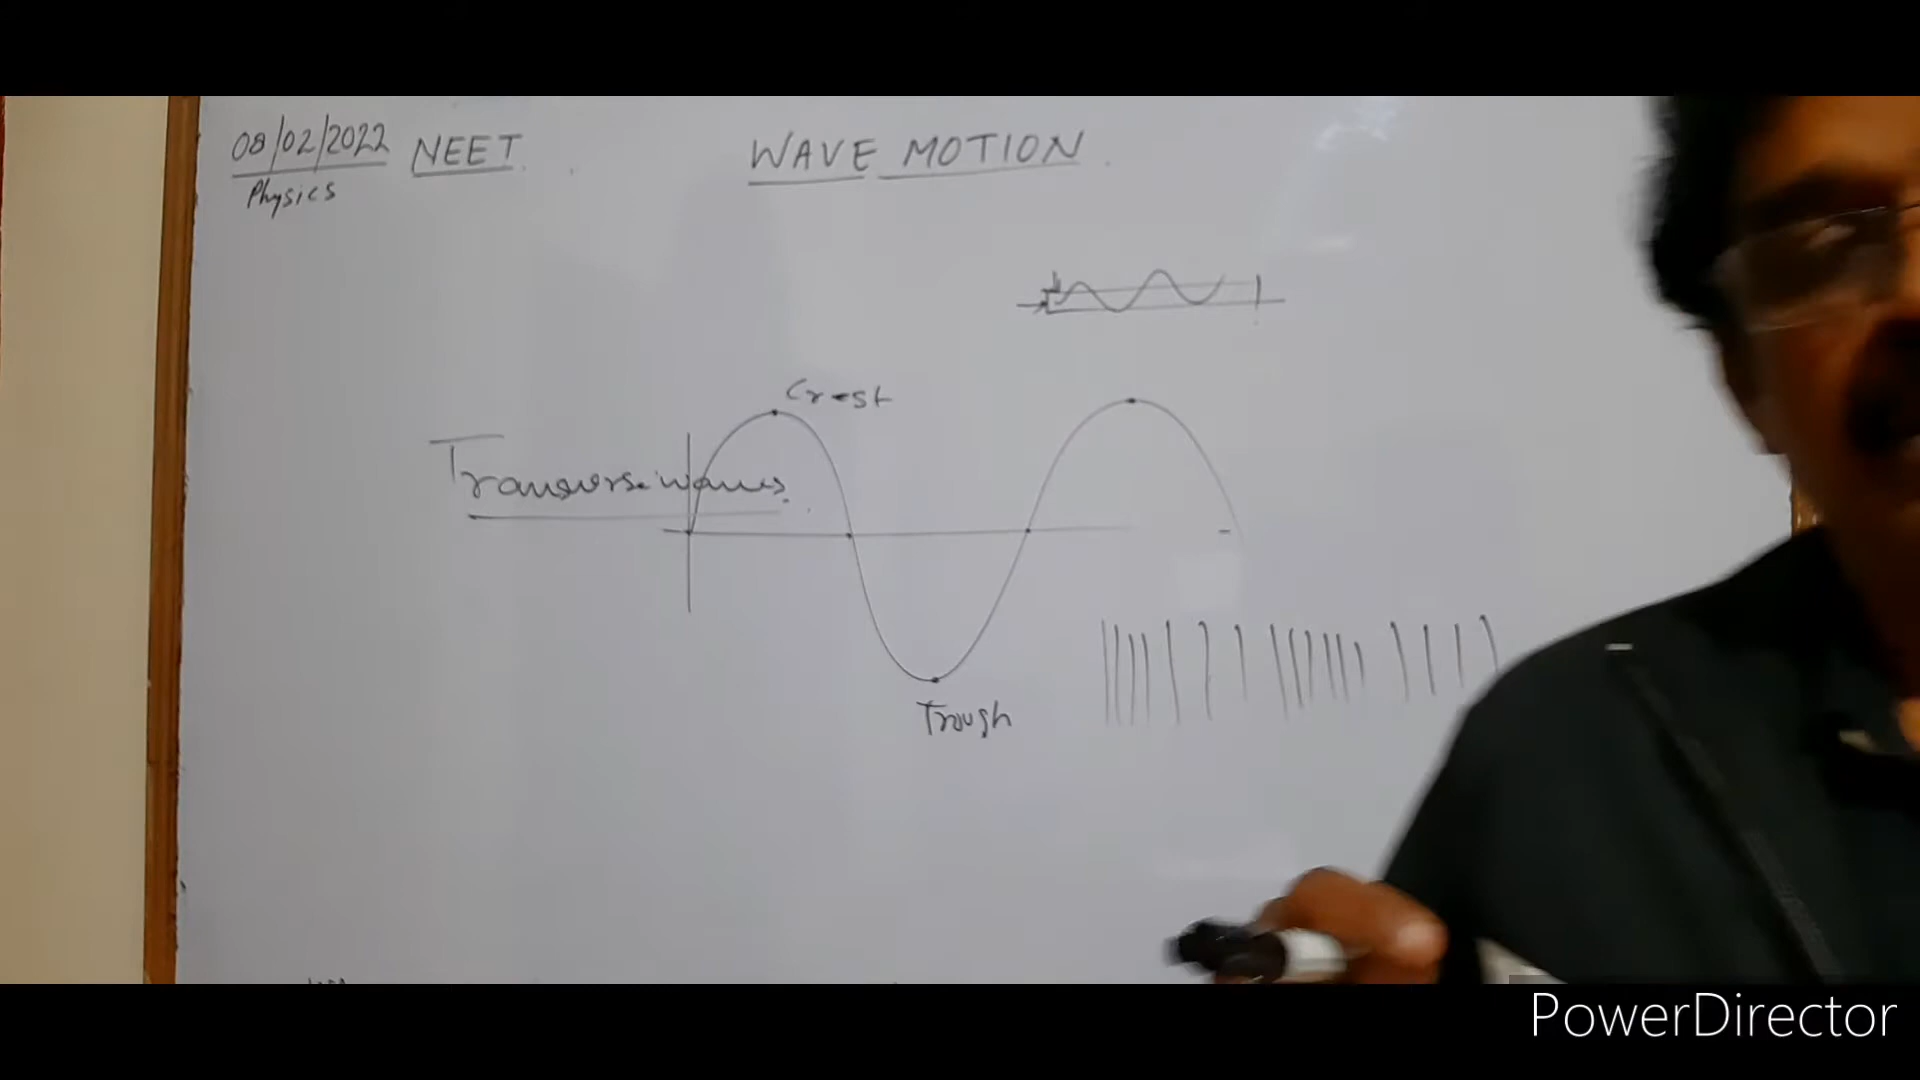 08/02/2022 NEET WAVE MOTION
Physics
Crest
Transverse waves.
Trough
PowerDirector